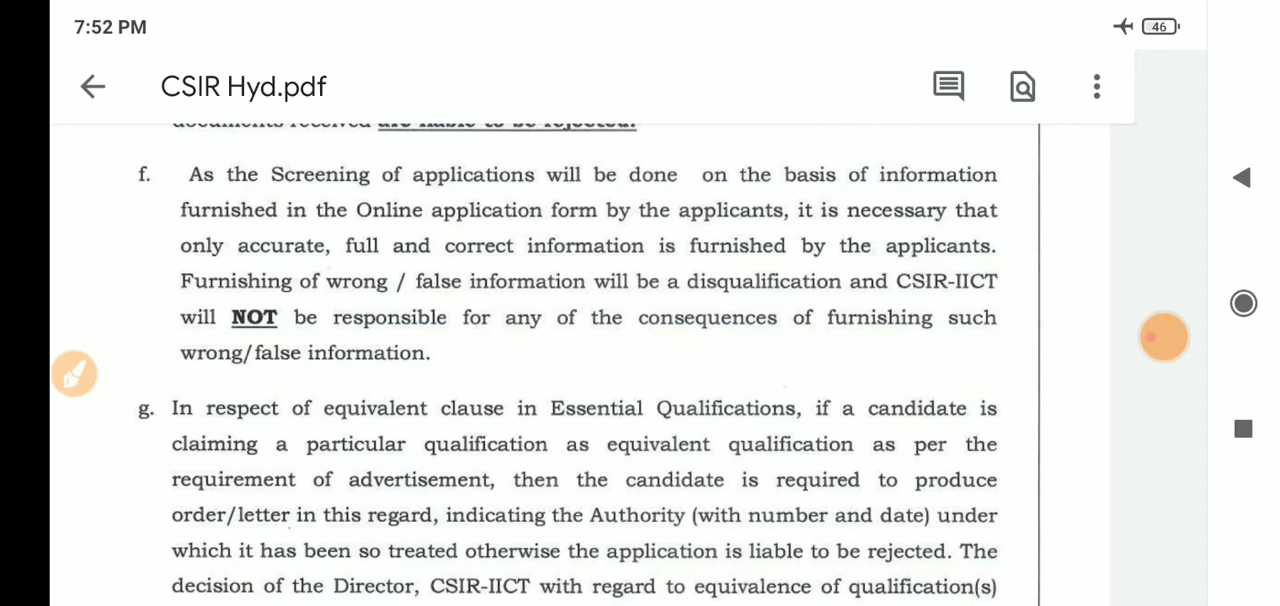 7:52 PM
46
CSIR Hyd.pdf
documents received are liable to be rejected.
f. As the Screening of applications will be done on the basis of information
furnished in the Online application form by the applicants, it is necessary that
only accurate, full and correct information is furnished by the applicants.
Furnishing of wrong / false information will be a disqualification and CSIR-IICT
will NOT be responsible for any of the consequences of furnishing such
wrong/false information.
g. In respect of equivalent clause in Essential Qualifications, if a candidate is
claiming a particular qualification as equivalent qualification as per the
requirement of advertisement, then the candidate is required to produce
order/letter in this regard, indicating the Authority (with number and date) under
which it has been so treated otherwise the application is liable to be rejected. The
decision of the Director, CSIR-IICT with regard to equivalence of qualification(s)